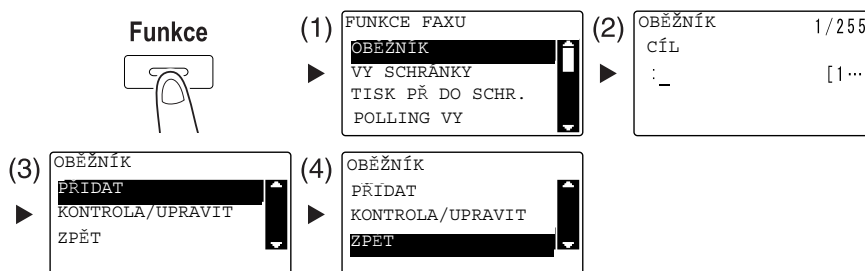 Funkce
(1)
FUNKCE FAXU
OBĚŽNÍK
VY SCHRÁNKY
TISK PŘ DO SCHR.
POLLING VY
(2)
OBĚŽNÍK 1/255
CÍL
:_ [1…
(3)
OBĚŽNÍK
PŘIDAT
KONTROLA/UPRAVIT
ZPĚT
(4)
OBĚŽNÍK
PŘIDAT
KONTROLA/UPRAVIT
ZPĚT